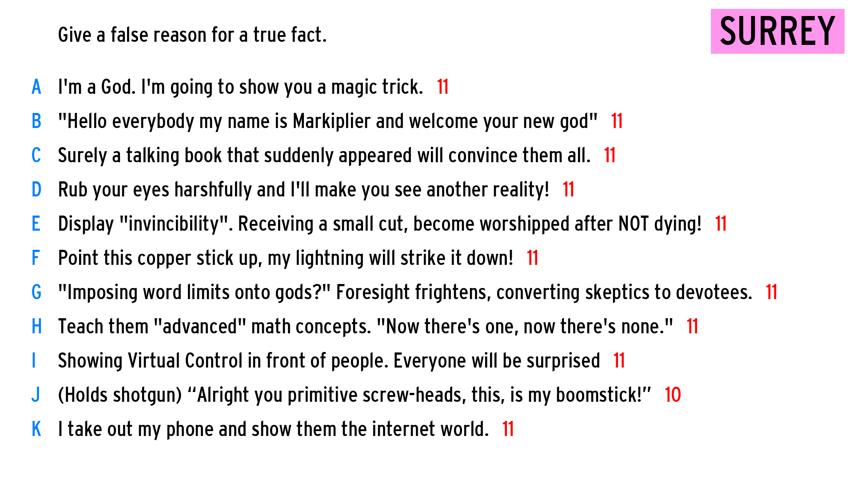 Give a false reason for a true fact.
SURREY
A I'm a God. I'm going to show you a magic trick. 11
B "Hello everybody my name is Markiplier and welcome your new god" 11
C Surely a talking book that suddenly appeared will convince them all. 11
D Rub your eyes harshfully and I'll make you see another reality! 11
E Display "invincibility". Receiving a small cut, become worshipped after NOT dying! 11
F Point this copper stick up, my lightning will strike it down! 11
G "Imposing word limits onto gods?" Foresight frightens, converting skeptics to devotees. 11
H Teach them "advanced" math concepts. "Now there's one, now there's none." 11
I Showing Virtual Control in front of people. Everyone will be surprised 11
J (Holds shotgun) “Alright you primitive screw-heads, this, is my boomstick!” 10
K I take out my phone and show them the internet world. 11